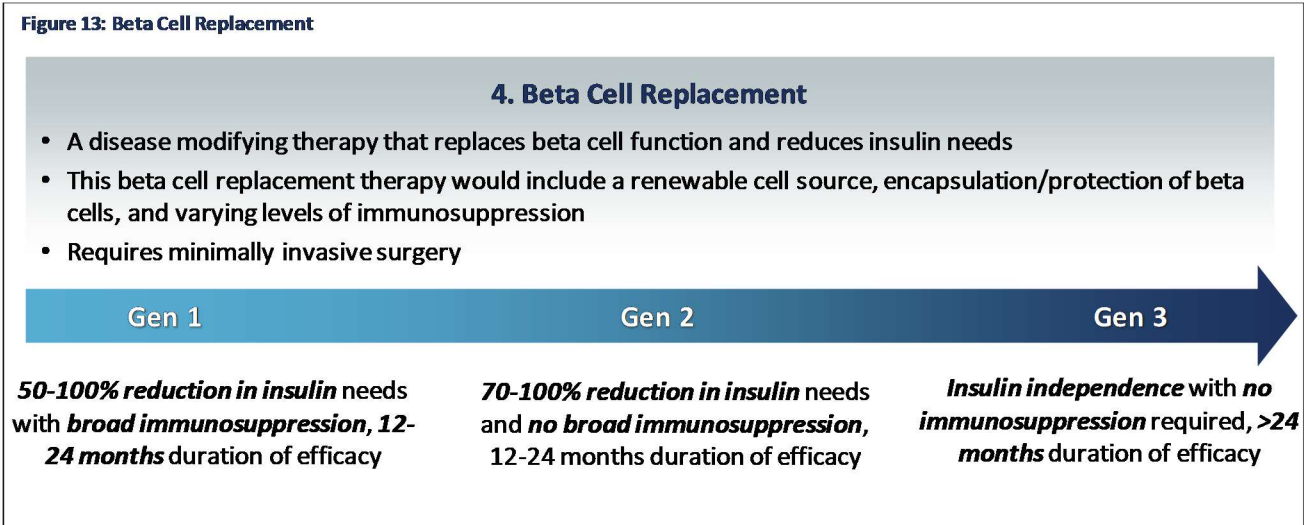 Figure 13: Beta Cell Replacement
4. Beta Cell Replacement
• A disease modifying therapy that replaces beta cell function and reduces insulin needs
• This beta cell replacement therapy would include a renewable cell source, encapsulation/protection of beta
cells, and varying levels of immunosuppression
• Requires minimally invasive surgery
Gen 1
Gen 2
Gen 3
50-100% reduction in insulin needs
with broad immunosuppression, 12-
24 months duration of efficacy
70-100% reduction in insulin needs
and no broad immunosuppression,
12-24 months duration of efficacy
Insulin independence with no
immunosuppression required, >24
months duration of efficacy